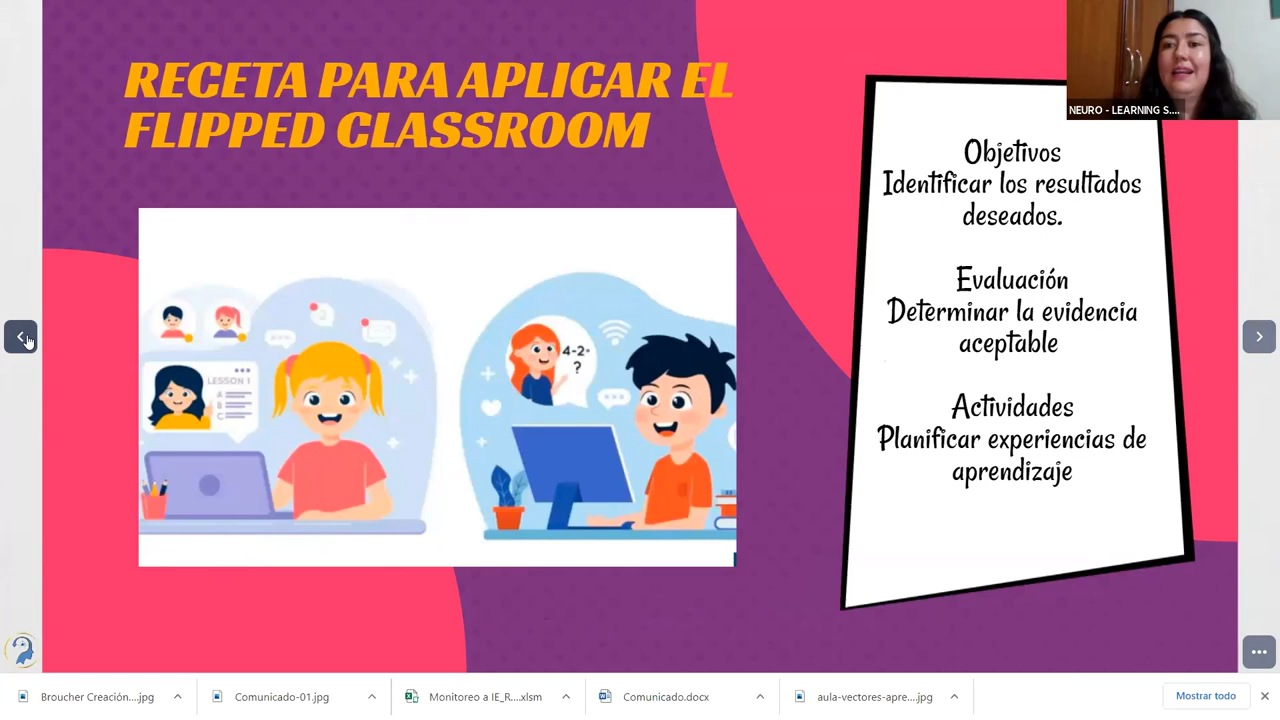 RECETA PARA APLICAR EL
FLIPPED CLASSROOM
NEURO - LEARNING S....
Objetivos
Identificar los resultados
deseados.
Evaluación
Determinar la evidencia
aceptable
Actividades
Planificar experiencias de
aprendizaje
LESSON 1
A
B
C
4-2-
?
Broucher Creación....jpg
Comunicado-01.jpg
Monitoreo a IE_R....xlsm
Comunicado.docx
aula-vectores-apre....jpg
Mostrar todo